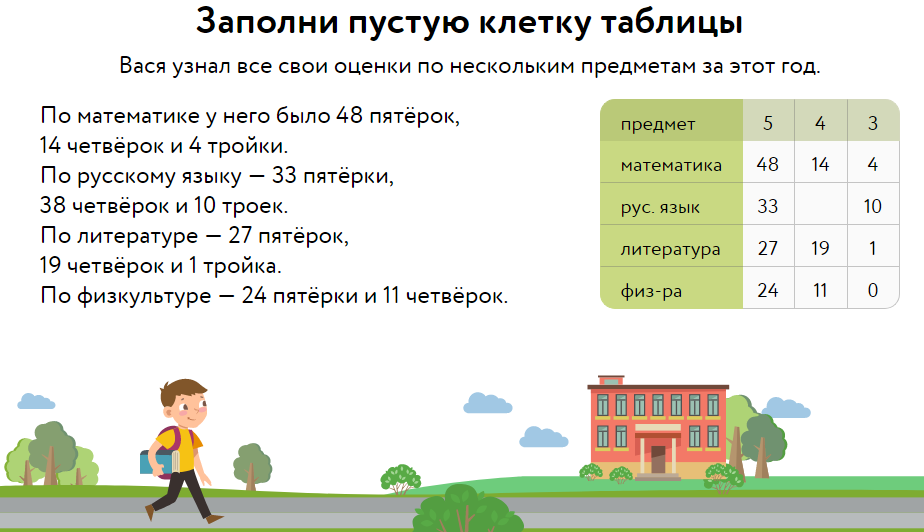 Заполни пустую клетку таблицы
Вася узнал все свои оценки по нескольким предметам за этот год.
По математике у него было 48 пятёрок,
14 четвёрок и 4 тройки.
По русскому языку — 33 пятёрки,
38 четвёрок и 10 троек.
По литературе — 27 пятёрок,
19 четвёрок и 1 тройка.
По физкультуре — 24 пятёрки и 11 четвёрок.
предмет 5 4 3
математика 48 14 4
рус. язык 33 10
литература 27 19 1
физ-ра 24 11 0